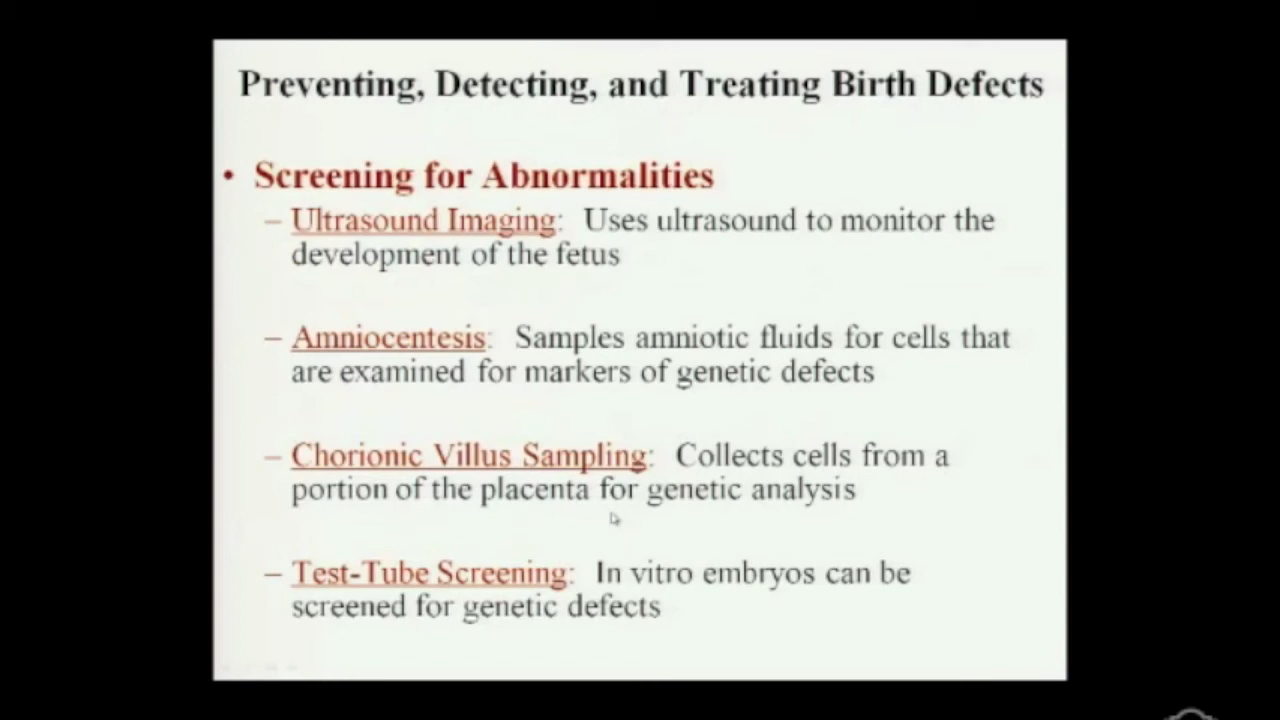 Preventing, Detecting, and Treating Birth Defects
• Screening for Abnormalities
– Ultrasound Imaging: Uses ultrasound to monitor the
development of the fetus
– Amniocentesis: Samples amniotic fluids for cells that
are examined for markers of genetic defects
– Chorionic Villus Sampling: Collects cells from a
portion of the placenta for genetic analysis
– Test-Tube Screening: In vitro embryos can be
screened for genetic defects